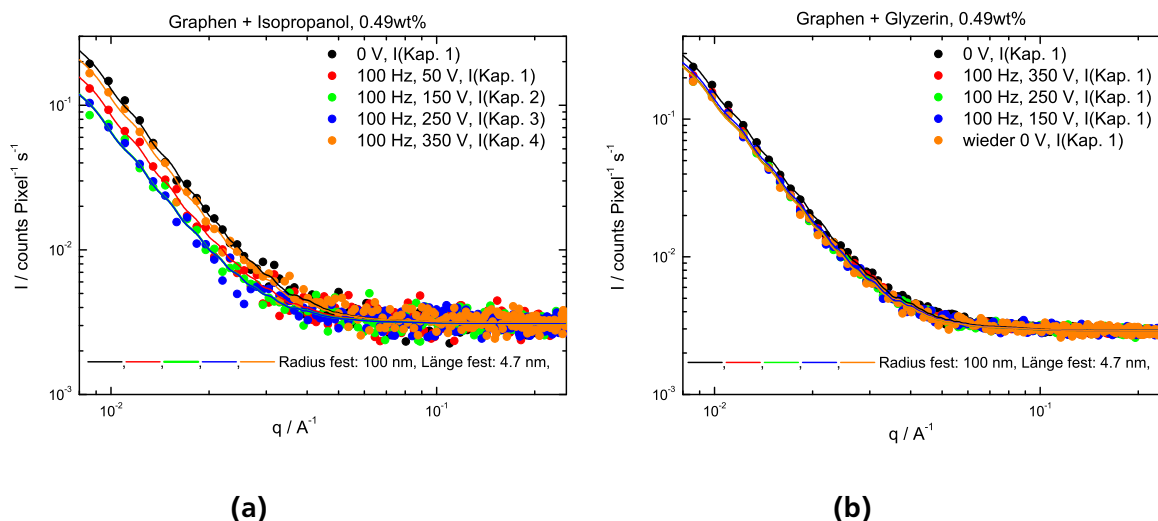 Graphen + Isopropanol, 0.49wt%
0 V, I(Kap. 1)
100 Hz, 50 V, I(Kap. 1)
100 Hz, 150 V, I(Kap. 2)
100 Hz, 250 V, I(Kap. 3)
100 Hz, 350 V, I(Kap. 4)
I / counts Pixel⁻¹ s⁻¹
10⁻¹
10⁻²
10⁻³
, , , , Radius fest: 100 nm, Länge fest: 4.7 nm,
10⁻² 10⁻¹
q / A⁻¹
(a)
Graphen + Glyzerin, 0.49wt%
0 V, I(Kap. 1)
100 Hz, 350 V, I(Kap. 1)
100 Hz, 250 V, I(Kap. 1)
100 Hz, 150 V, I(Kap. 1)
wieder 0 V, I(Kap. 1)
I / counts Pixel⁻¹ s⁻¹
10⁻¹
10⁻²
10⁻³
, , , , Radius fest: 100 nm, Länge fest: 4.7 nm,
10⁻² 10⁻¹
q / A⁻¹
(b)